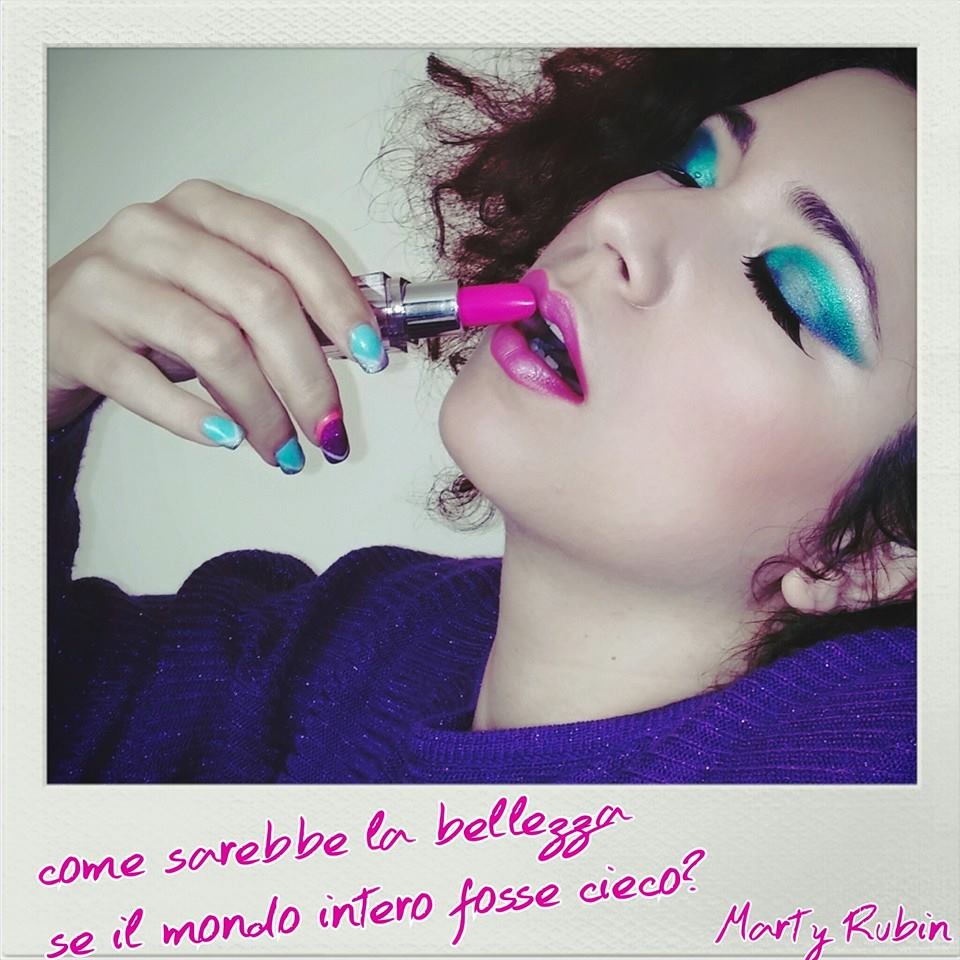 come sarebbe la bellezza
se il mondo intero fosse cieco?
Marty Rubin